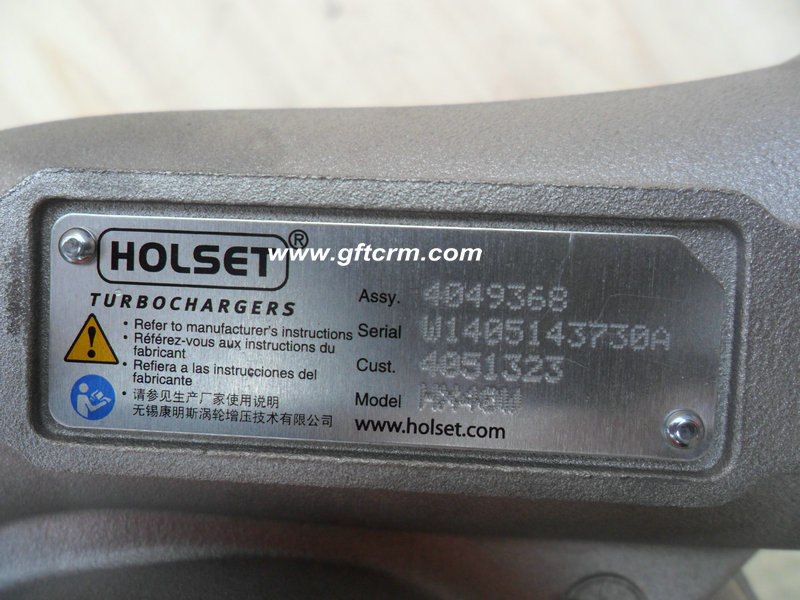 HOLSET®
www.gftcrm.com
TURBOCHARGERS
• Refer to manufacturer's instructions
• Référez-vous aux instructions du
fabricant
• Refiera a las instrucciones del
fabricante
• 请参见生产厂家使用说明
无锡康明斯涡轮增压技术有限公司
Assy. 4049368
Serial W1405143730A
Cust. 4051323
Model HX40W
www.holset.com